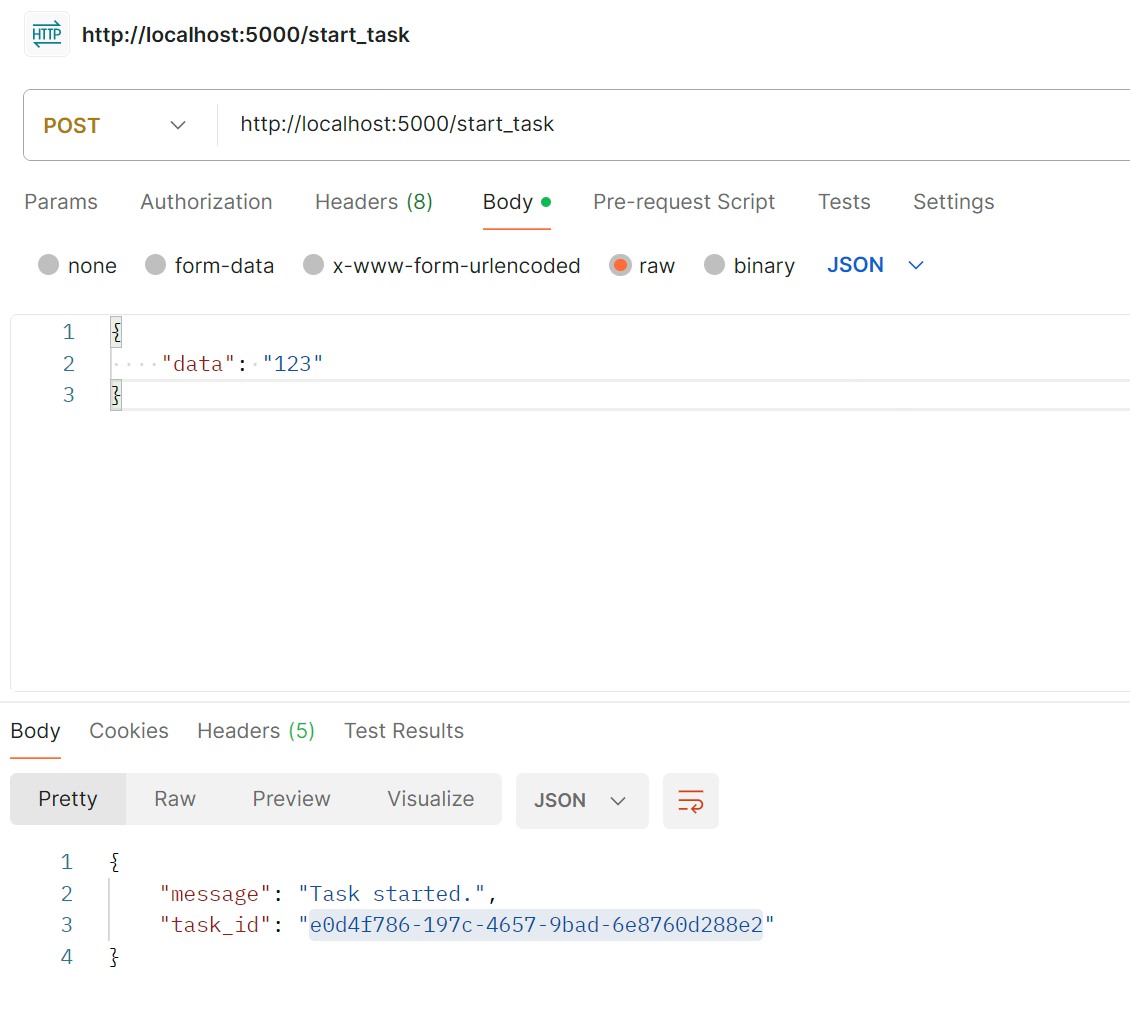 HTTP http://localhost:5000/start_task
POST http://localhost:5000/start_task
Params Authorization Headers (8) Body Pre-request Script Tests Settings
none form-data x-www-form-urlencoded raw binary JSON
1 {
2 ····"data":·"123"
3 }
Body Cookies Headers (5) Test Results
Pretty Raw Preview Visualize JSON
1 {
2 "message": "Task started.",
3 "task_id": "e0d4f786-197c-4657-9bad-6e8760d288e2"
4 }